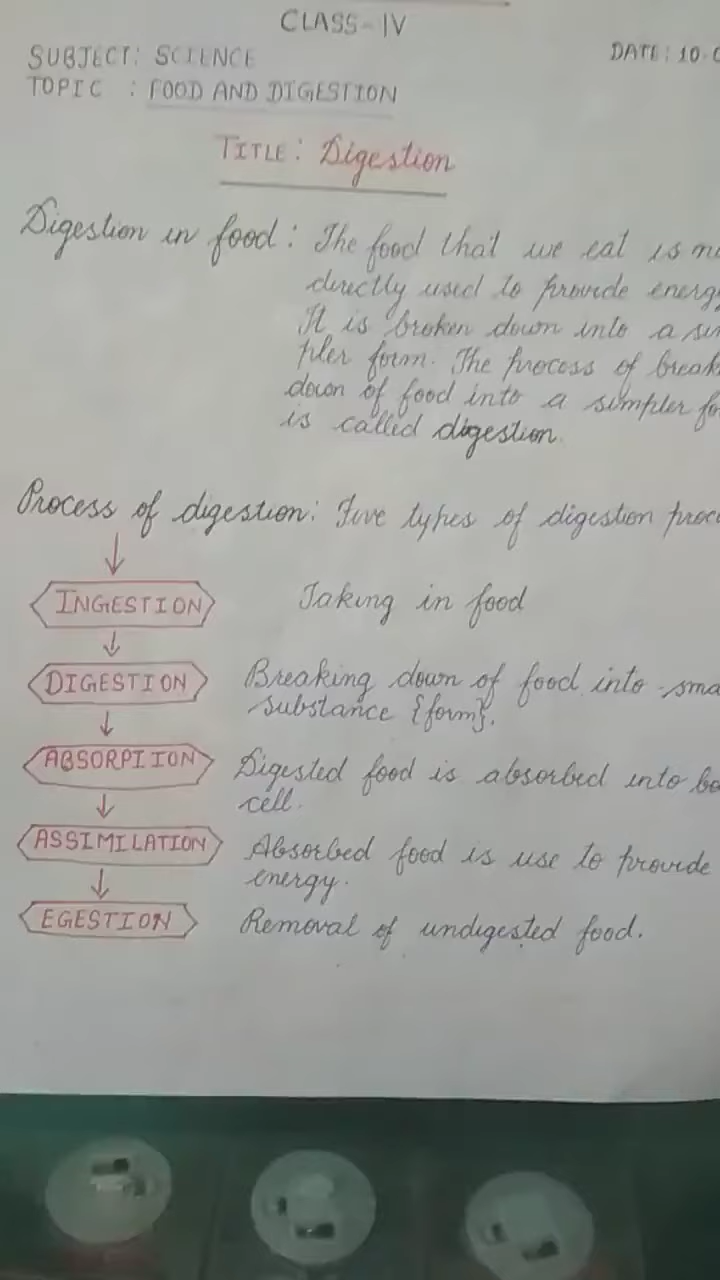 CLASS-IV
SUBJECT: SCIENCE
DATE: 10.
TOPIC : FOOD AND DIGESTION
TITLE: Digestion
Digestion in food: The food that we eat is
directly used to provide energy
It is broken down into a
pler form. The process of break
down of food into a simpler
is called digestion.
Process of digestion: Five types of digestion
INGESTION Taking in food
DIGESTION Breaking down of food into
substance {form}.
ABSORPTION Digested food is absorbed into
cell.
ASSIMILATION Absorbed food is use to provide
energy.
EGESTION Removal of undigested food.